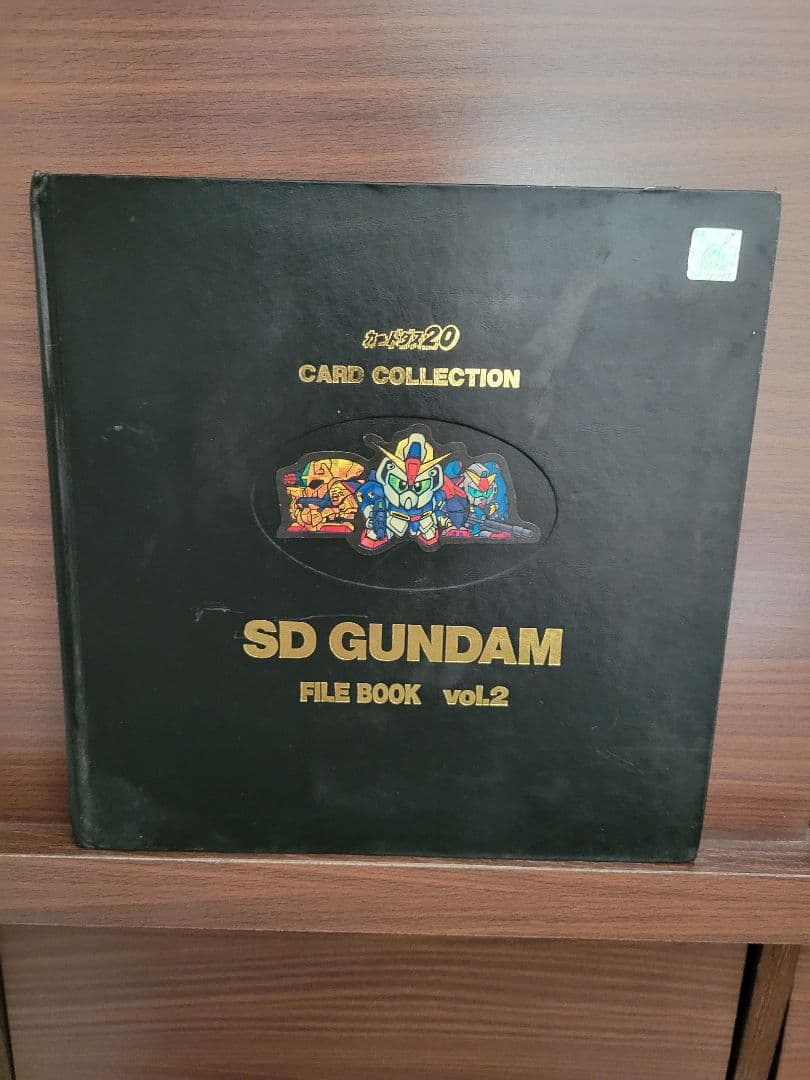 カードダス20
CARD COLLECTION
SD GUNDAM
FILE BOOK vol.2